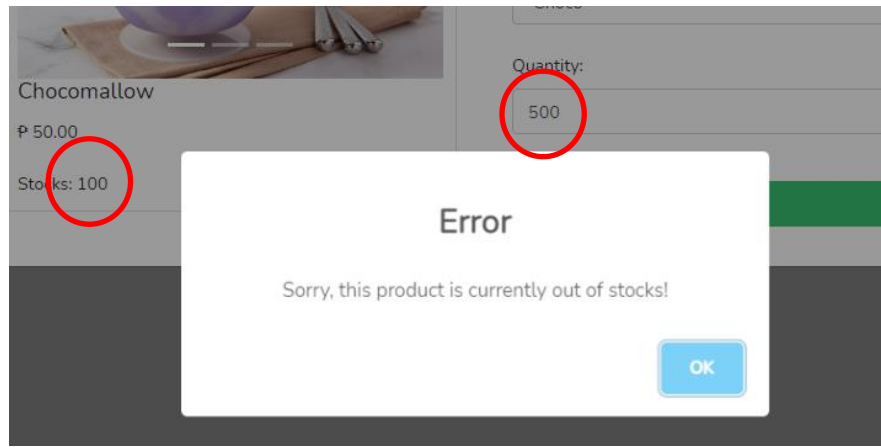 Choco
Quantity:
500
Chocomallow
₱ 50.00
Stocks: 100
Error
Sorry, this product is currently out of stocks!
OK